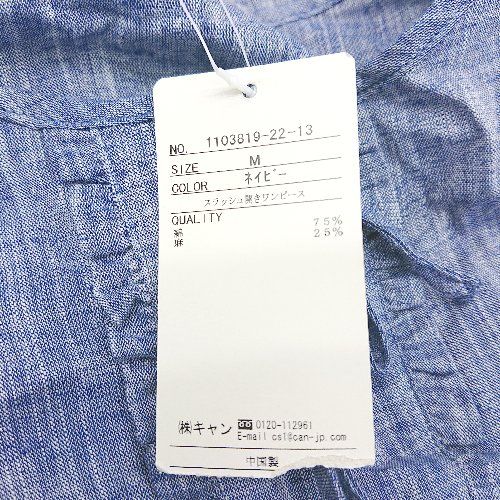 NO. 1103819-22-13
SIZE M
COLOR ネイビー
スラッシュ開きワンピース
QUALITY
綿 75%
麻 25%
(株)キャン 0120-112961
E-mail csl@can-jp.com
中国製